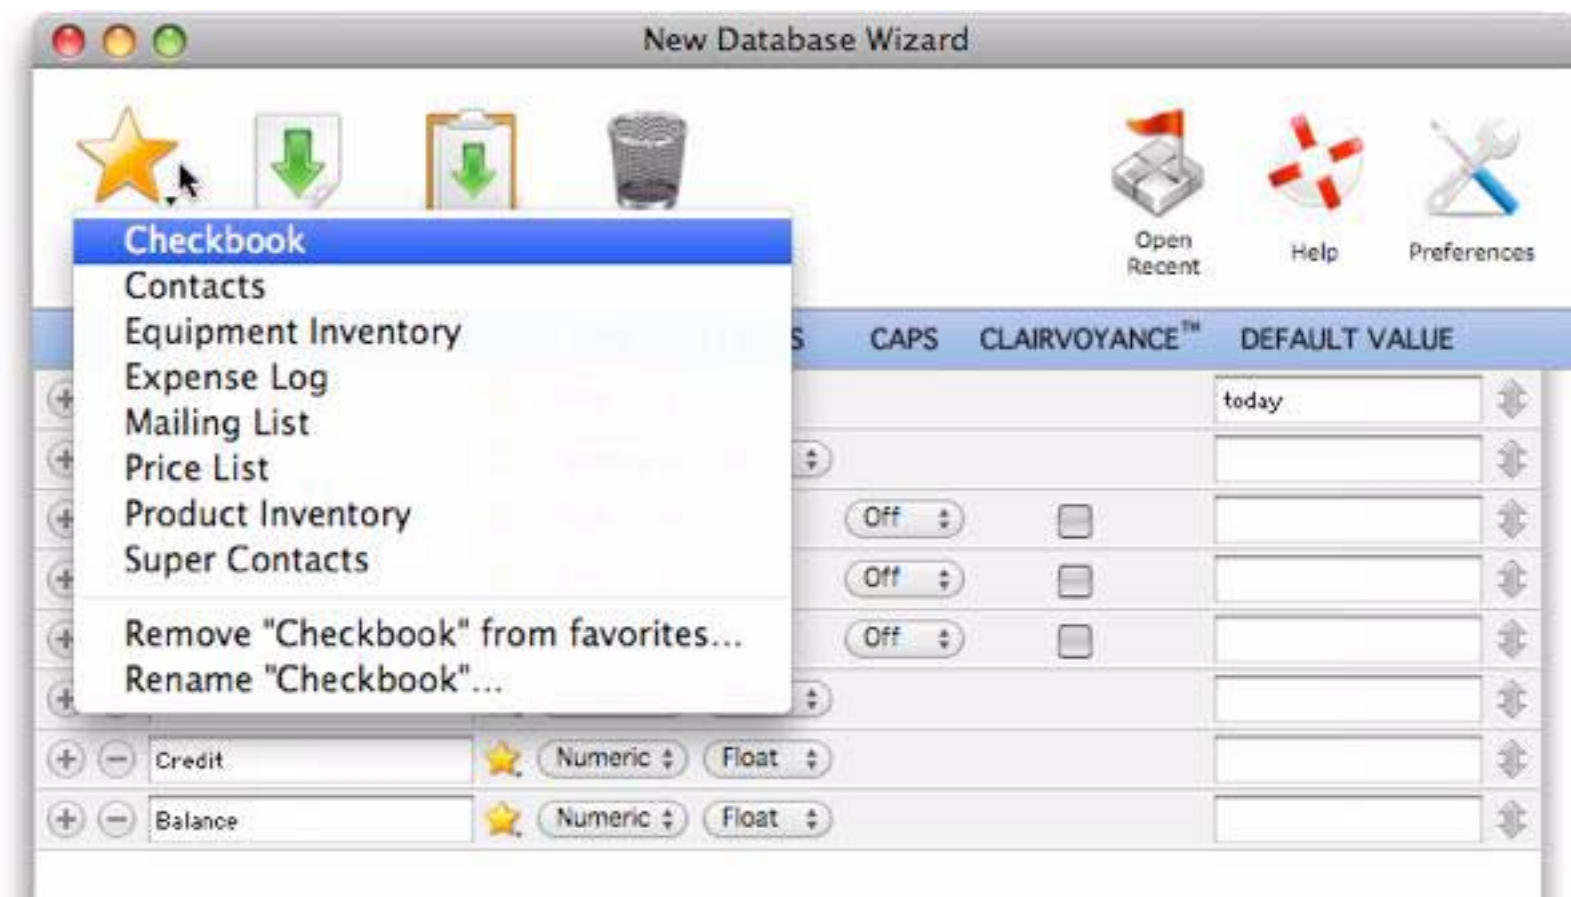 New Database Wizard
Open
Recent
Help
Preferences
Checkbook
Contacts
Equipment Inventory
Expense Log
Mailing List
Price List
Product Inventory
Super Contacts
Remove "Checkbook" from favorites...
Rename "Checkbook"...
S CAPS CLAIRVOYANCE™ DEFAULT VALUE
today
Off
Off
Off
Credit Numeric Float
Balance Numeric Float